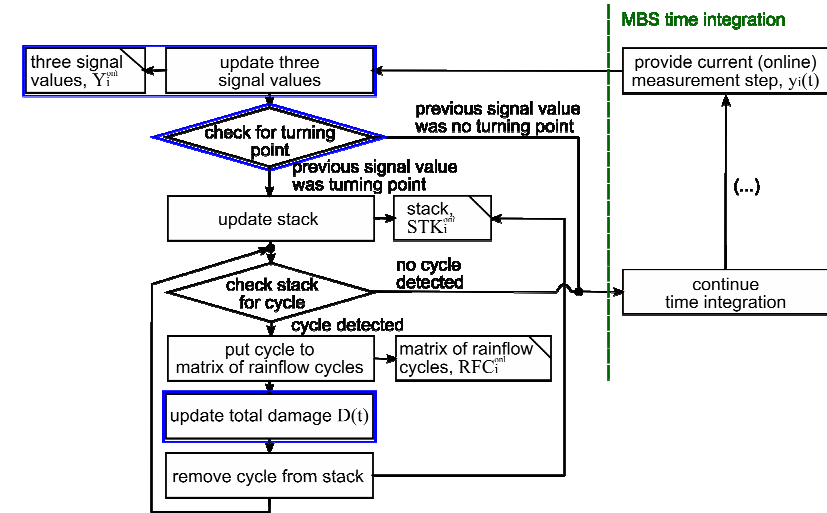 MBS time integration
three signal
values, Yᵢᵒⁿˡ
update three
signal values
provide current (online)
measurement step, yᵢ(t)
previous signal value
was no turning point
check for turning
point
previous signal value
was turning point
(...)
update stack
stack,
STKᵢᵒⁿˡ
no cycle
detected
check stack
for cycle
continue
time integration
cycle detected
put cycle to
matrix of rainflow cycles
matrix of rainflow
cycles, RFCᵢᵒⁿˡ
update total damage D(t)
remove cycle from stack